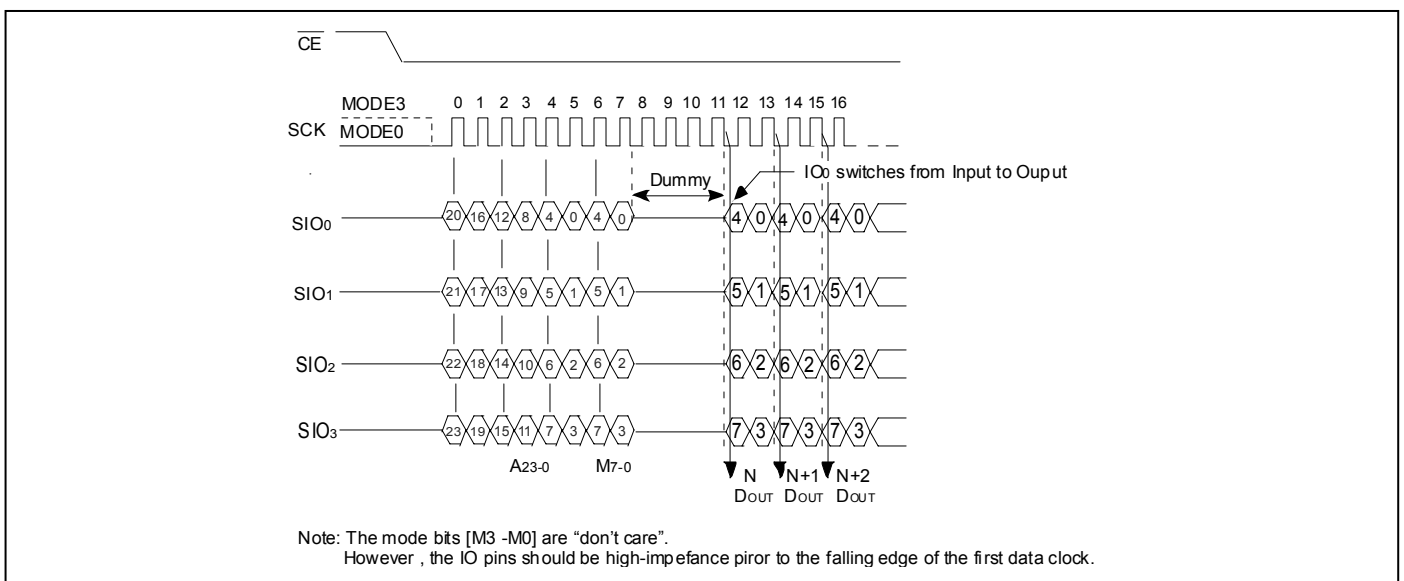 CE
MODE3 0 1 2 3 4 5 6 7 8 9 10 11 12 13 14 15 16
SCK MODE0
Dummy IO0 switches from Input to Ouput
SIO0 20 16 12 8 4 0 4 0 4 0 4 0 4 0
SIO1 21 17 13 9 5 1 5 1 5 1 5 1 5 1
SIO2 22 18 14 10 6 2 6 2 6 2 6 2 6 2
SIO3 23 19 15 11 7 3 7 3 7 3 7 3 7 3
A23-0 M7-0 N N+1 N+2
DOUT DOUT DOUT
Note: The mode bits [M3 -M0] are “don’t care”.
However , the IO pins should be high-impefance piror to the falling edge of the first data clock.